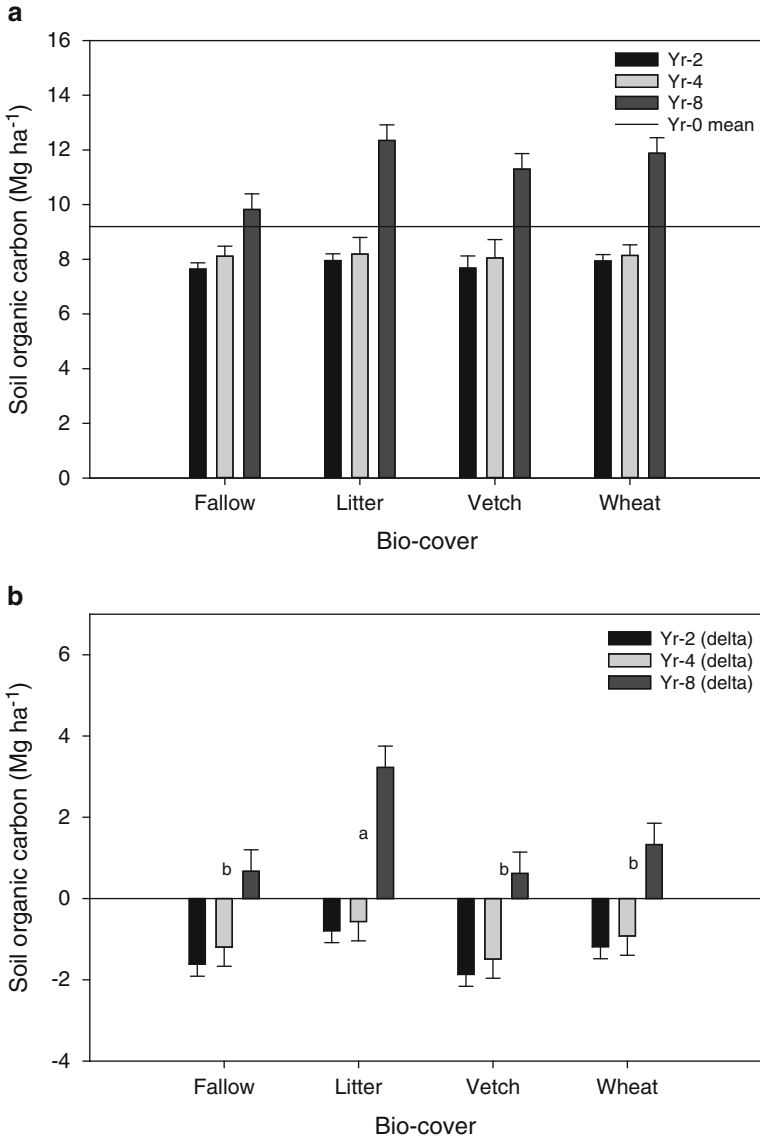 a
Soil organic carbon (Mg ha⁻¹)
16
14
12
10
8
6
4
2
0
Yr-2
Yr-4
Yr-8
Yr-0 mean
Fallow Litter Vetch Wheat
Bio-cover
b
Soil organic carbon (Mg ha⁻¹)
6
4
2
0
-2
-4
Yr-2 (delta)
Yr-4 (delta)
Yr-8 (delta)
b a b b
Fallow Litter Vetch Wheat
Bio-cover